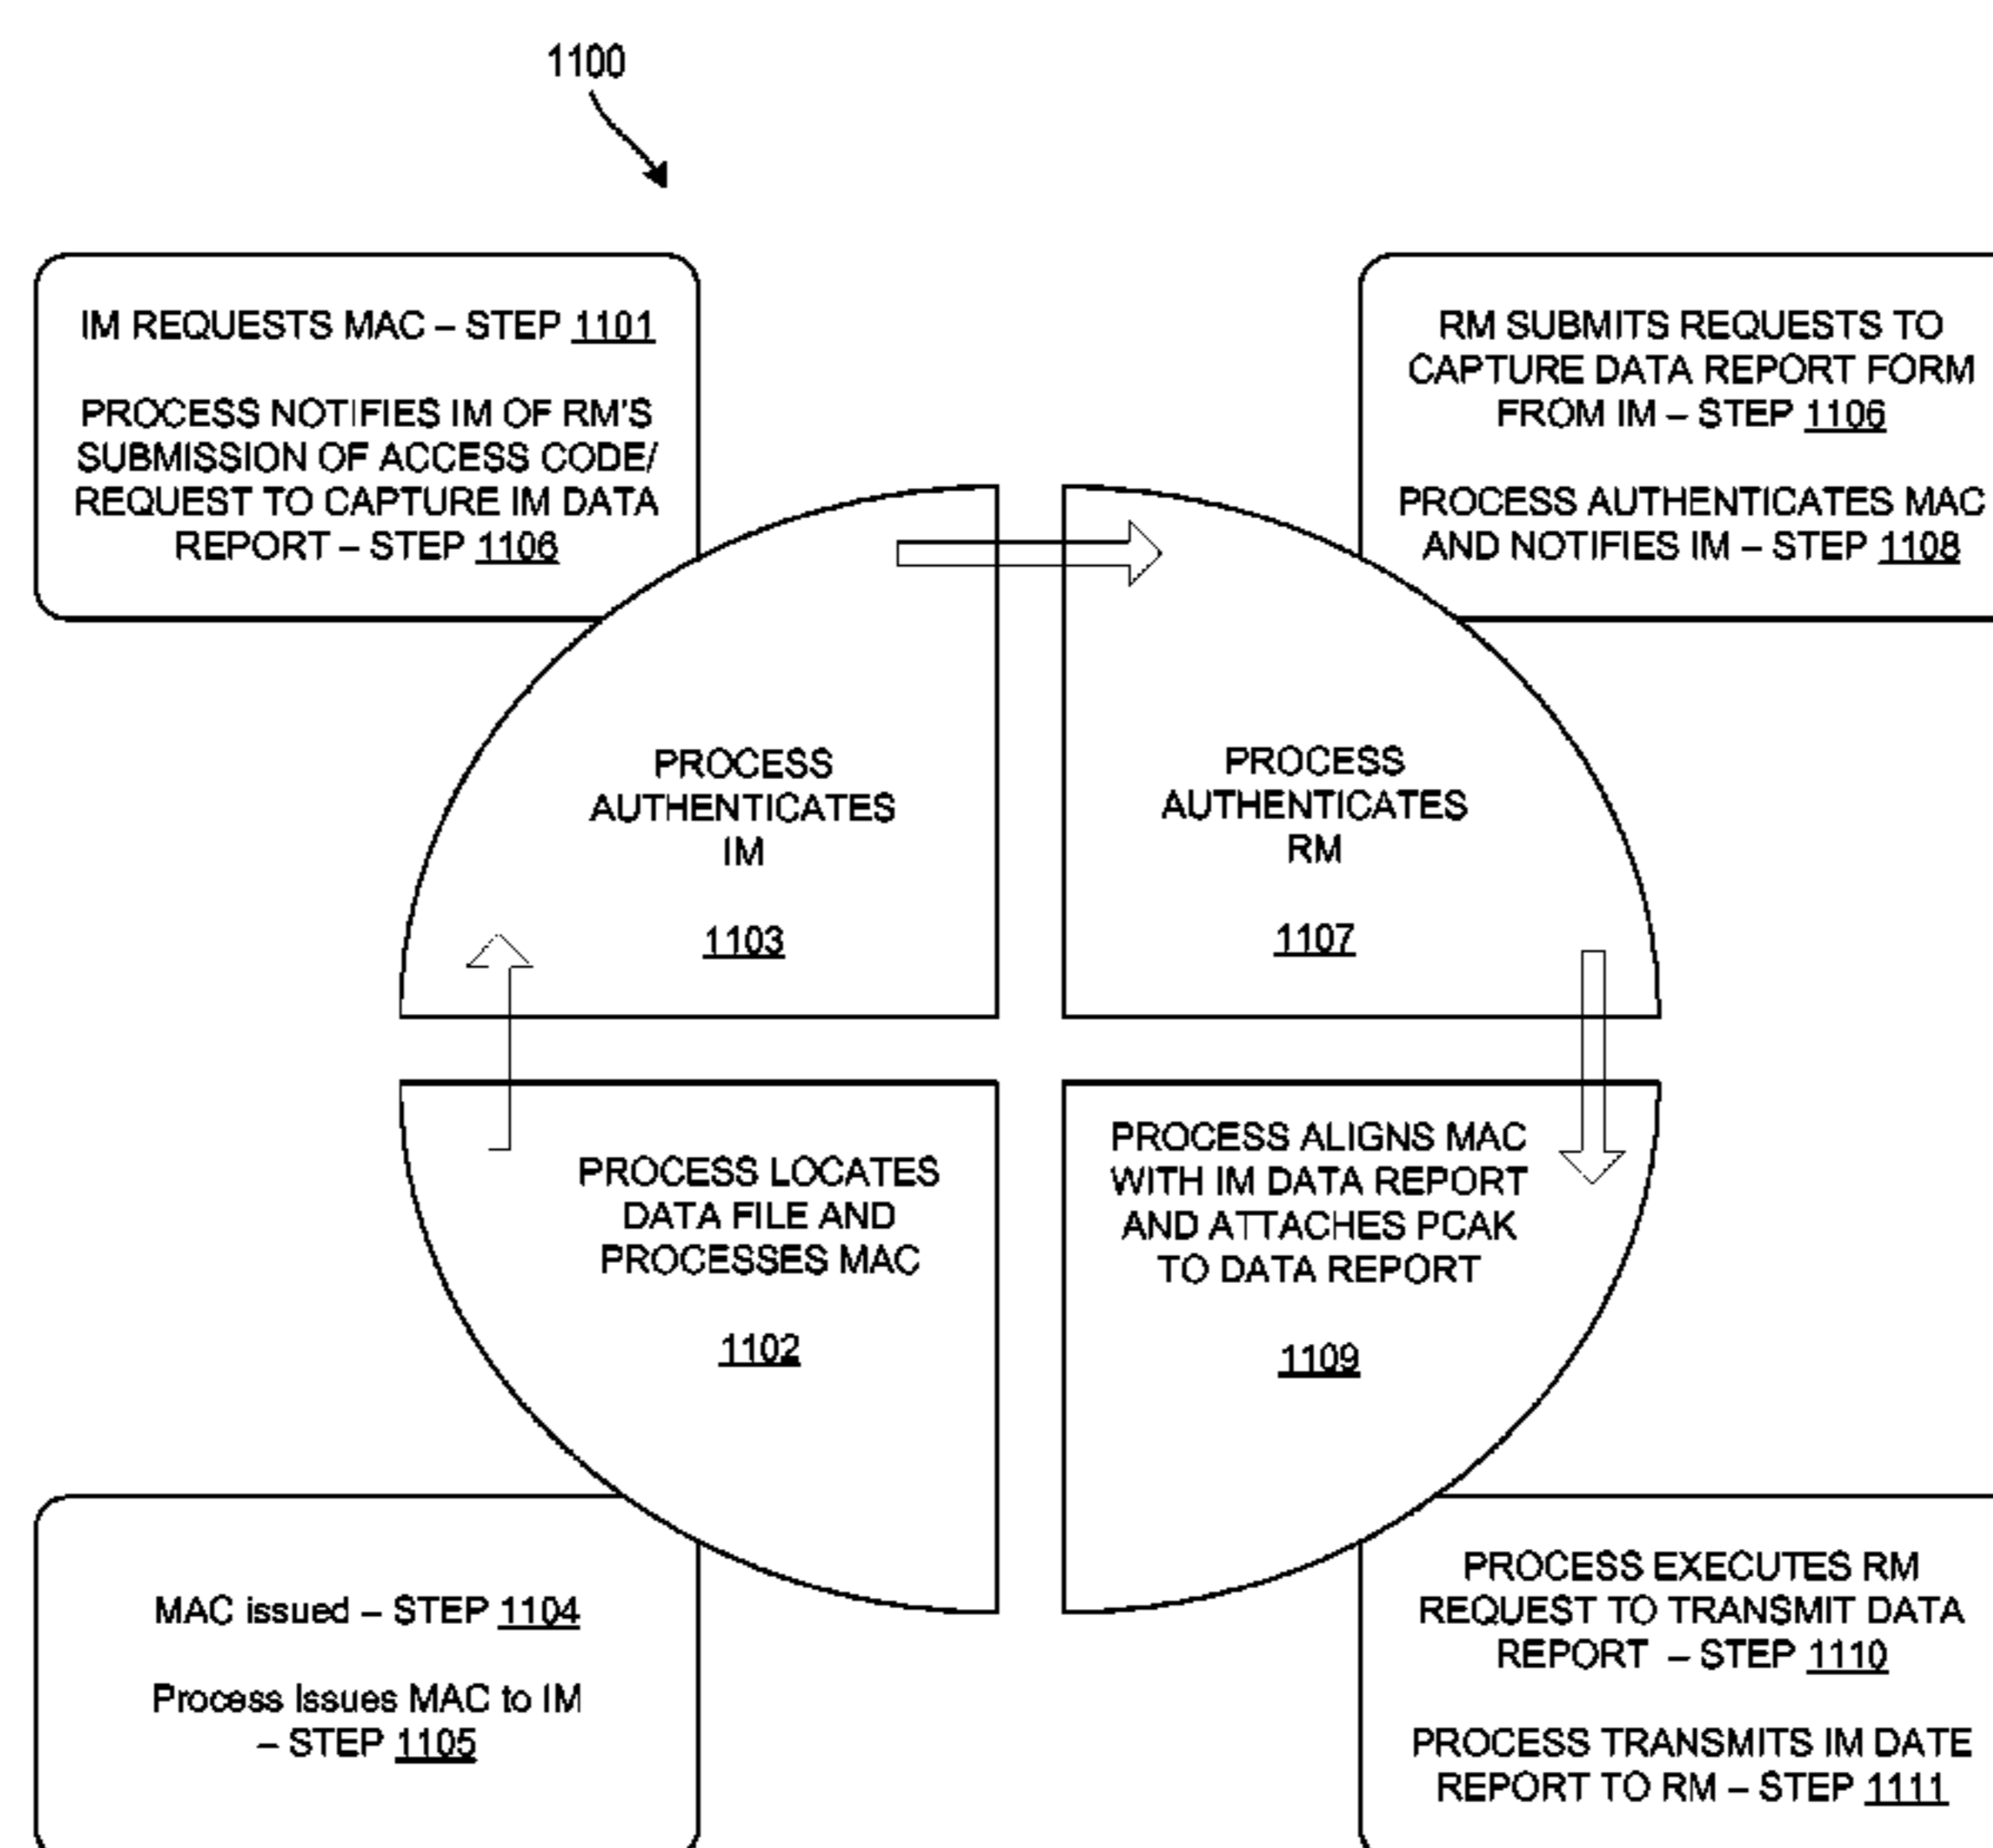 1100
IM REQUESTS MAC – STEP 1101
PROCESS NOTIFIES IM OF RM'S
SUBMISSION OF ACCESS CODE/
REQUEST TO CAPTURE IM DATA
REPORT – STEP 1106
RM SUBMITS REQUESTS TO
CAPTURE DATA REPORT FORM
FROM IM – STEP 1106
PROCESS AUTHENTICATES MAC
AND NOTIFIES IM – STEP 1108
PROCESS
AUTHENTICATES
IM
1103
PROCESS
AUTHENTICATES
RM
1107
PROCESS LOCATES
DATA FILE AND
PROCESSES MAC
1102
PROCESS ALIGNS MAC
WITH IM DATA REPORT
AND ATTACHES PCAK
TO DATA REPORT
1109
MAC issued – STEP 1104
Process Issues MAC to IM
– STEP 1105
PROCESS EXECUTES RM
REQUEST TO TRANSMIT DATA
REPORT – STEP 1110
PROCESS TRANSMITS IM DATE
REPORT TO RM – STEP 1111